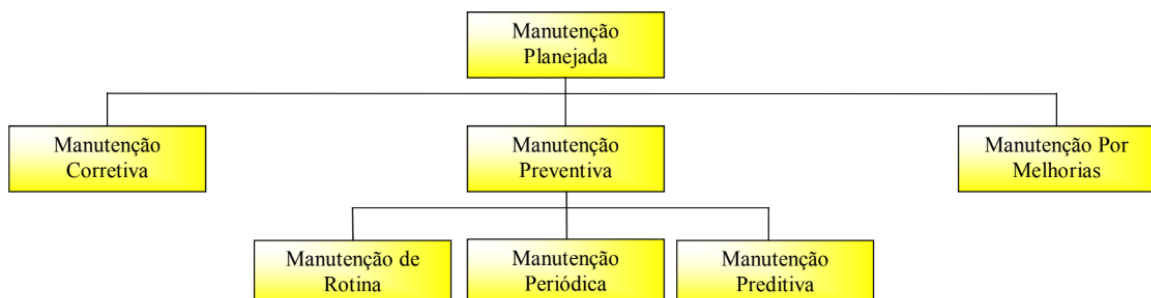 Manutenção
Planejada
Manutenção
Corretiva
Manutenção
Preventiva
Manutenção Por
Melhorias
Manutenção de
Rotina
Manutenção
Periódica
Manutenção
Preditiva